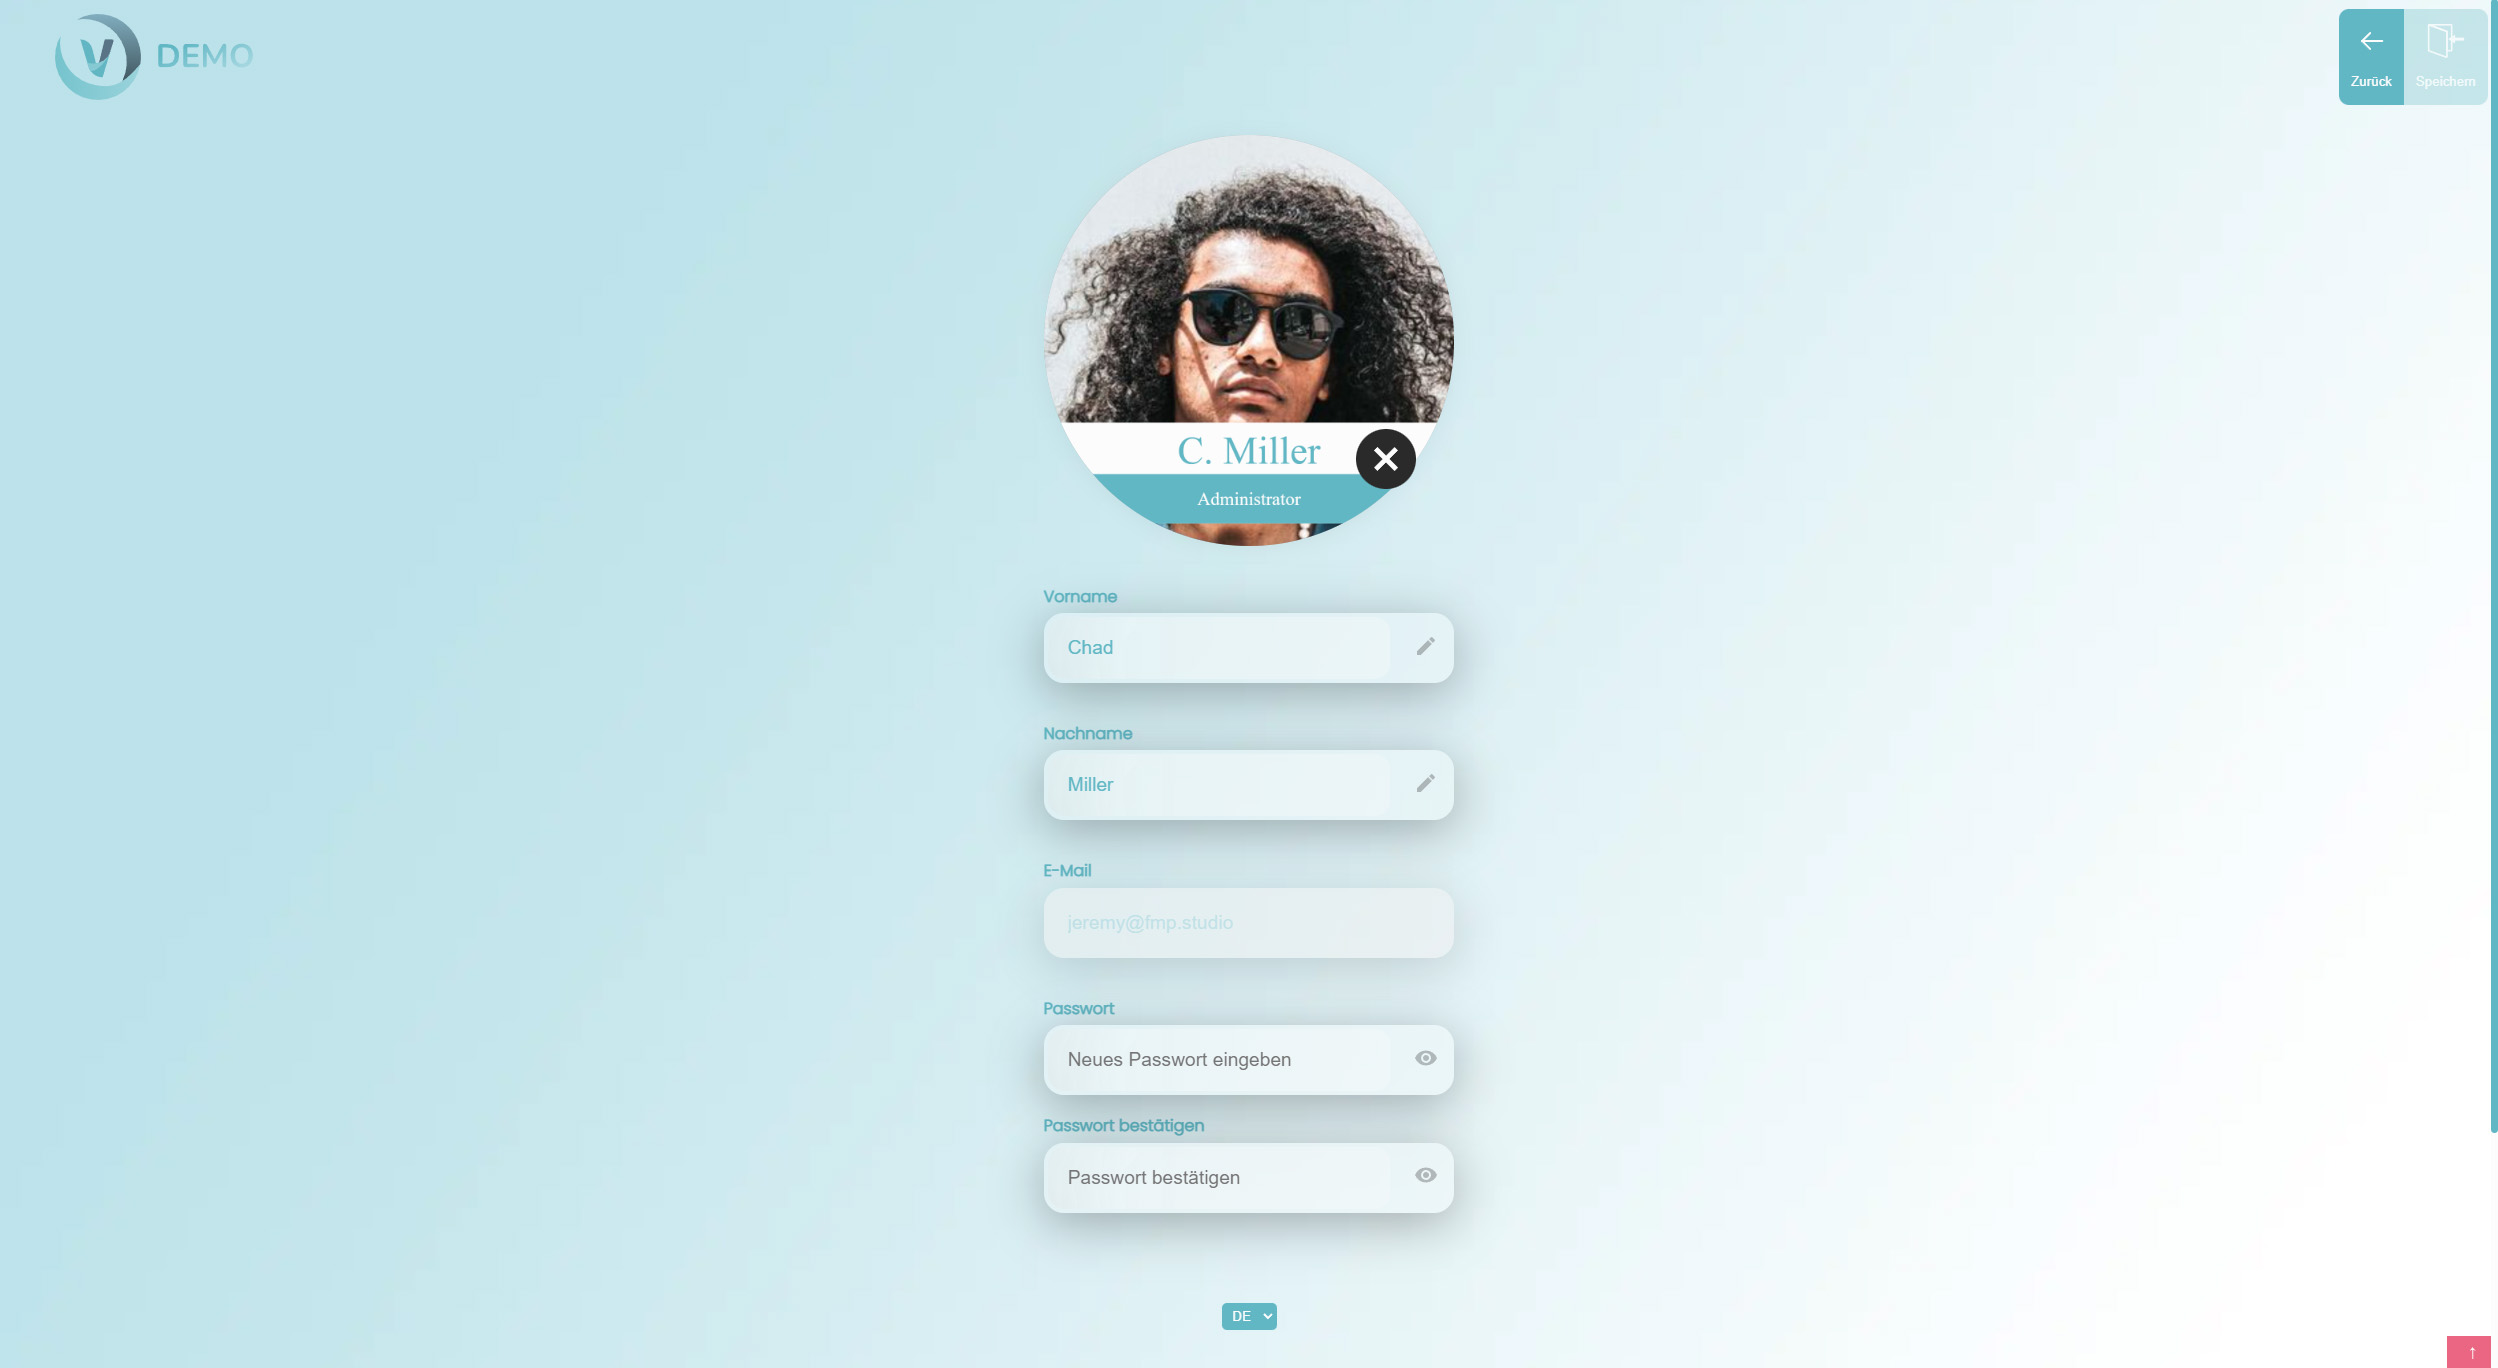 DEMO
Zurück
Speichern
C. Miller
Administrator
Vorname
Chad
Nachname
Miller
E-Mail
jeremy@fmp.studio
Passwort
Neues Passwort eingeben
Passwort bestätigen
Passwort bestätigen
DE